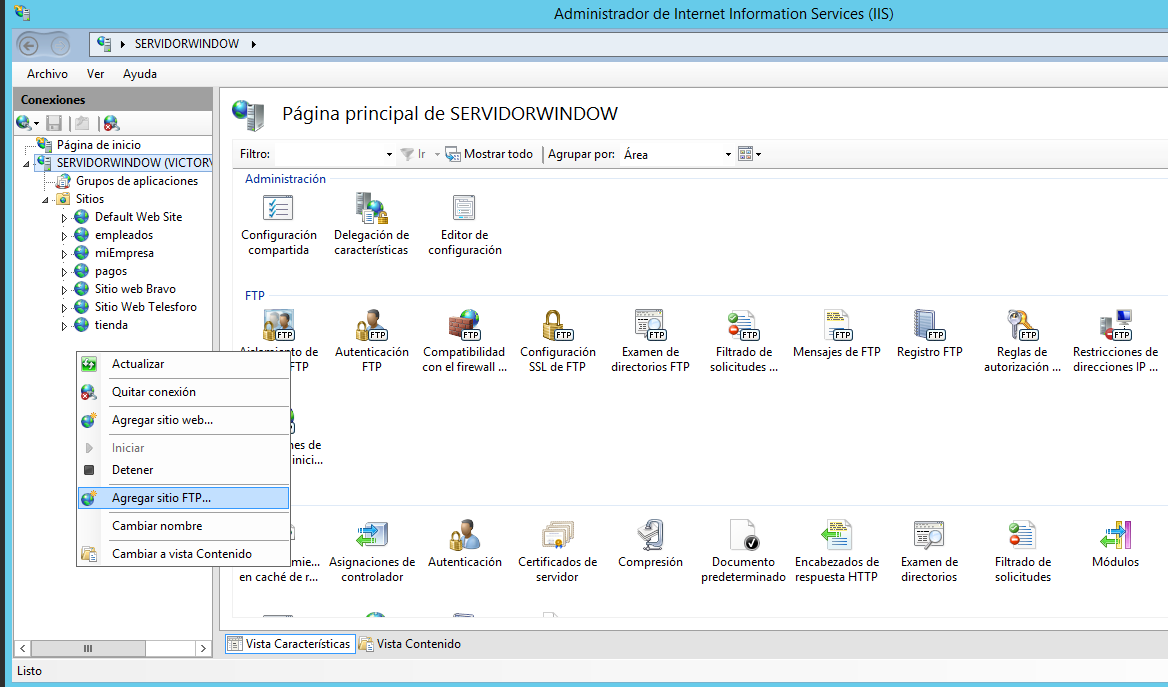 Administrador de Internet Information Services (IIS)
SERVIDORWINDOW
Archivo Ver Ayuda
Conexiones
Página de inicio
SERVIDORWINDOW (VICTOR\
Grupos de aplicaciones
Sitios
Default Web Site
empleados
miEmpresa
pagos
Sitio web Bravo
Sitio Web Telesforo
tienda
Actualizar
Quitar conexión
Agregar sitio web...
Iniciar
Detener
Agregar sitio FTP...
Cambiar nombre
Cambiar a vista Contenido
Página principal de SERVIDORWINDOW
Filtro: Ir Mostrar todo Agrupar por: Área
Administración
Configuración compartida
Delegación de características
Editor de configuración
FTP
Aislamiento de FTP
Autenticación FTP
Compatibilidad con el firewall ...
Configuración SSL de FTP
Examen de directorios FTP
Filtrado de solicitudes ...
Mensajes de FTP
Registro FTP
Reglas de autorización ...
Restricciones de direcciones IP ...
nes de
inici...
mie...
en caché de r...
Asignaciones de controlador
Autenticación
Certificados de servidor
Compresión
Documento predeterminado
Encabezados de respuesta HTTP
Examen de directorios
Filtrado de solicitudes
Módulos
Vista Características Vista Contenido
Listo